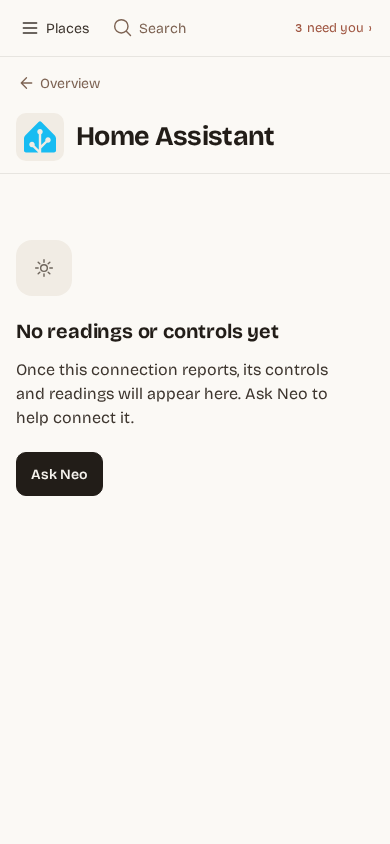 Places
Search
3 need you ›
Overview
Home Assistant
No readings or controls yet
Once this connection reports, its controls
and readings will appear here. Ask Neo to
help connect it.
Ask Neo